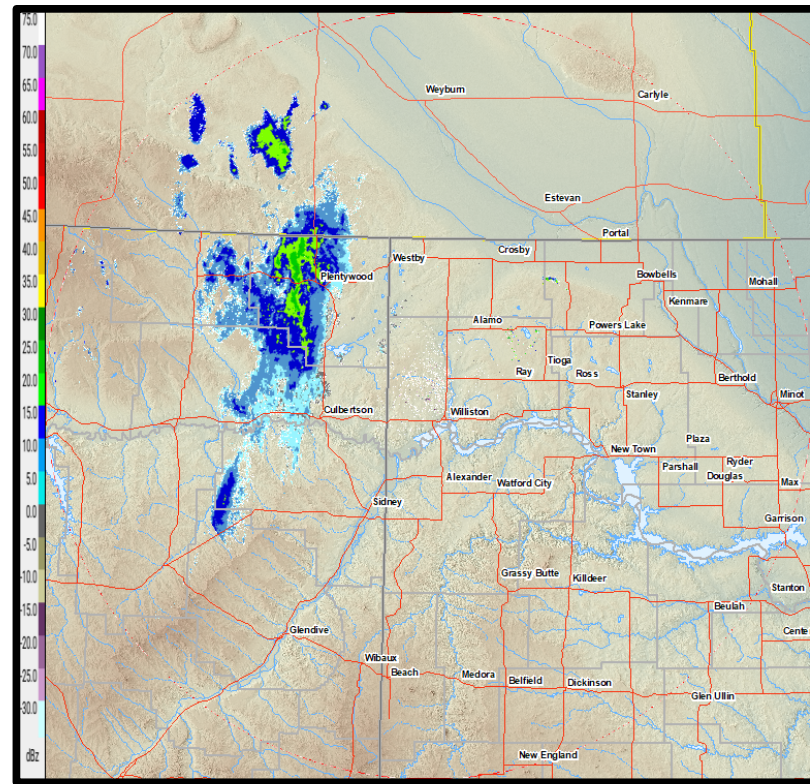 75.0
70.0
65.0
60.0
55.0
50.0
45.0
40.0
35.0
30.0
25.0
20.0
15.0
10.0
5.0
0.0
-5.0
-10.0
-15.0
-20.0
-25.0
-30.0
dBz
Weyburn
Carlyle
Estevan
Portal
Crosby
Westby
Plentywood
Bowbells
Mohall
Kenmare
Alamo
Powers Lake
Tioga
Ray
Ross
Berthold
Stanley
Minot
Culbertson
Williston
Plaza
New Town
Ryder
Parshall
Alexander
Douglas
Watford City
Max
Sidney
Garrison
Grassy Butte
Killdeer
Stanton
Beulah
Glendive
Cente
Wibaux
Beach
Medora
Belfield
Dickinson
Glen Ullin
New England